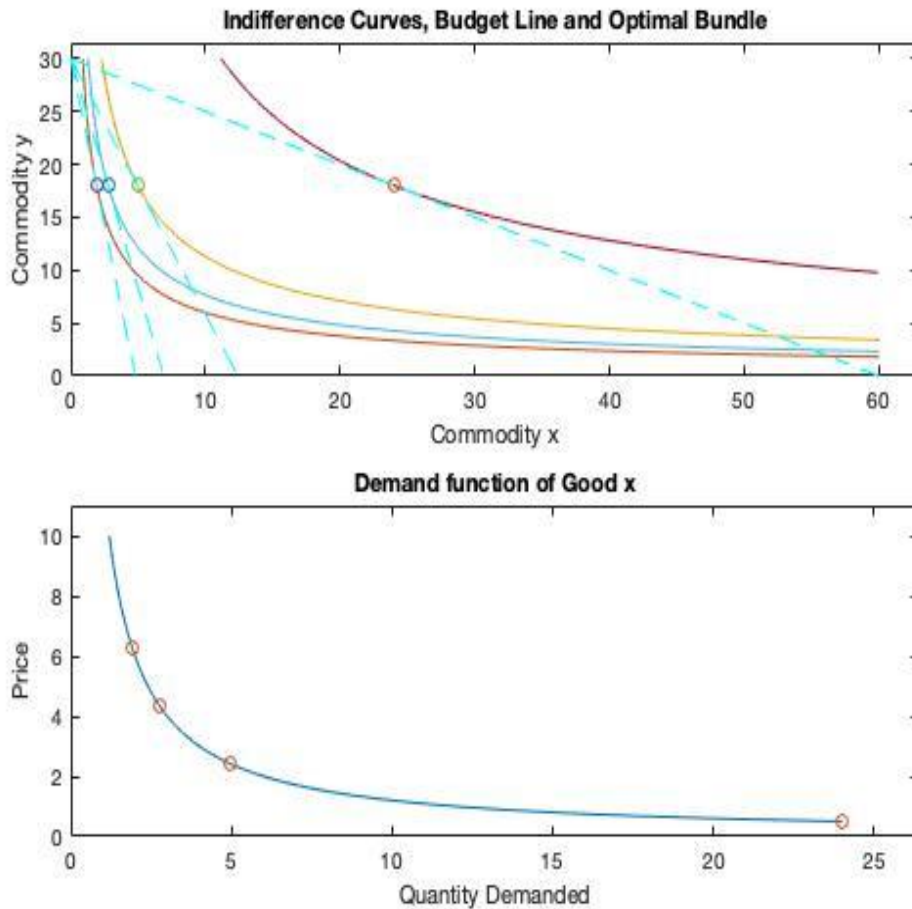 Indifference Curves, Budget Line and Optimal Bundle
30
25
20
15
10
5
0
Commodity y
0 10 20 30 40 50 60
Commodity x
Demand function of Good x
10
8
6
4
2
0
Price
0 5 10 15 20 25
Quantity Demanded